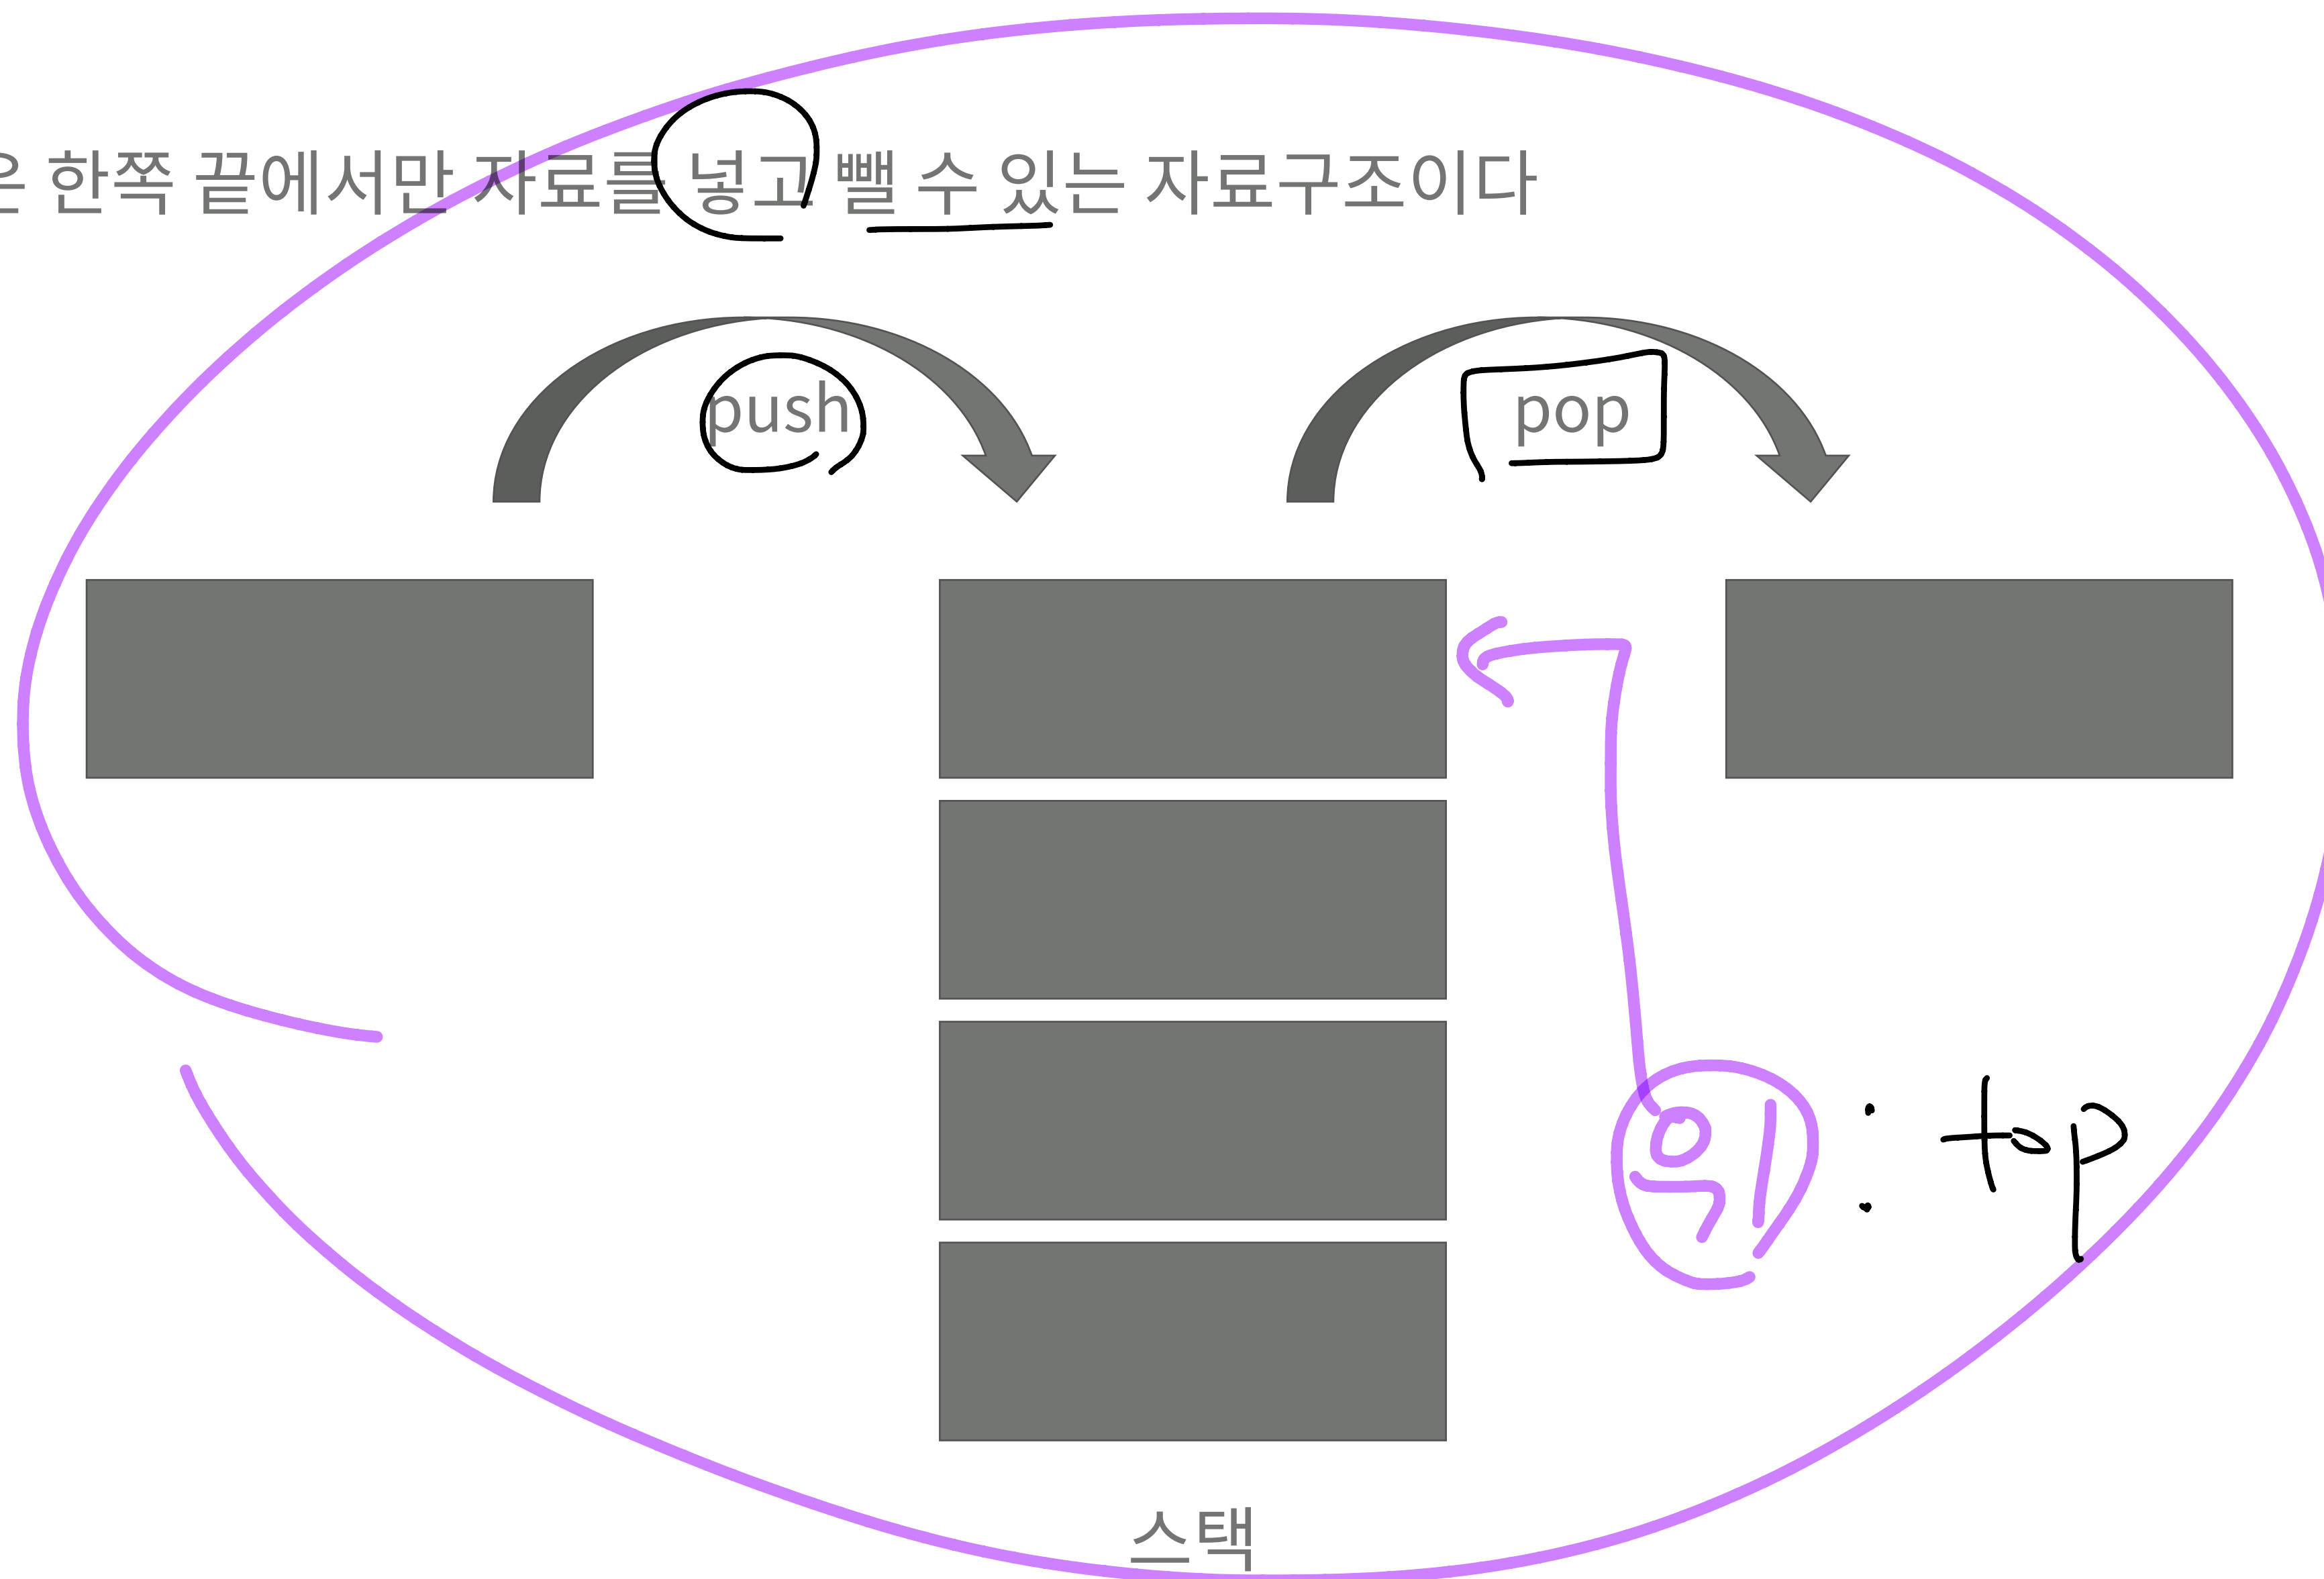 은 한쪽 끝에서만 자료를 넣고 뺄 수 있는 자료구조이다
push
pop
위 : top
스택